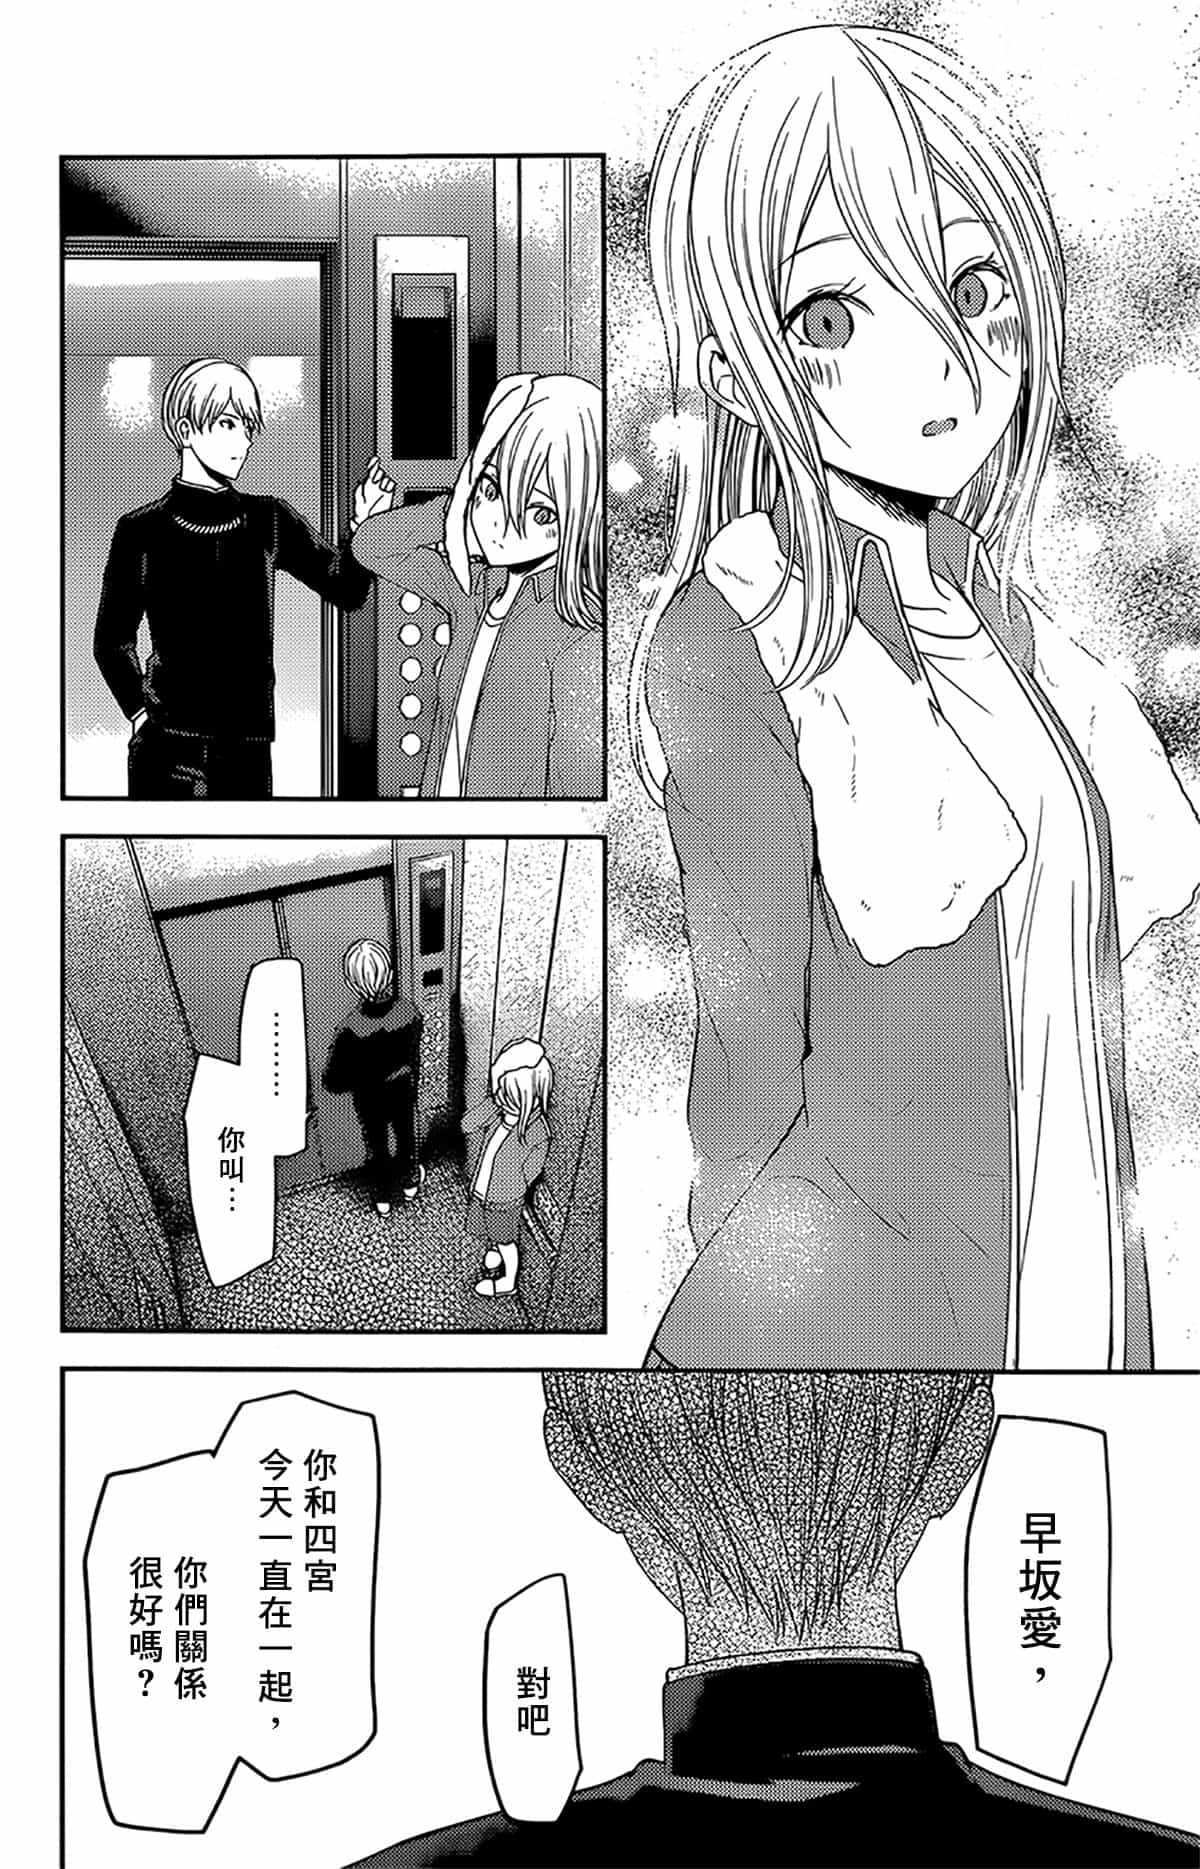 ………
你叫…
早坂愛，
對吧
你和四宮
今天一直在一起，
你們關係
很好嗎？